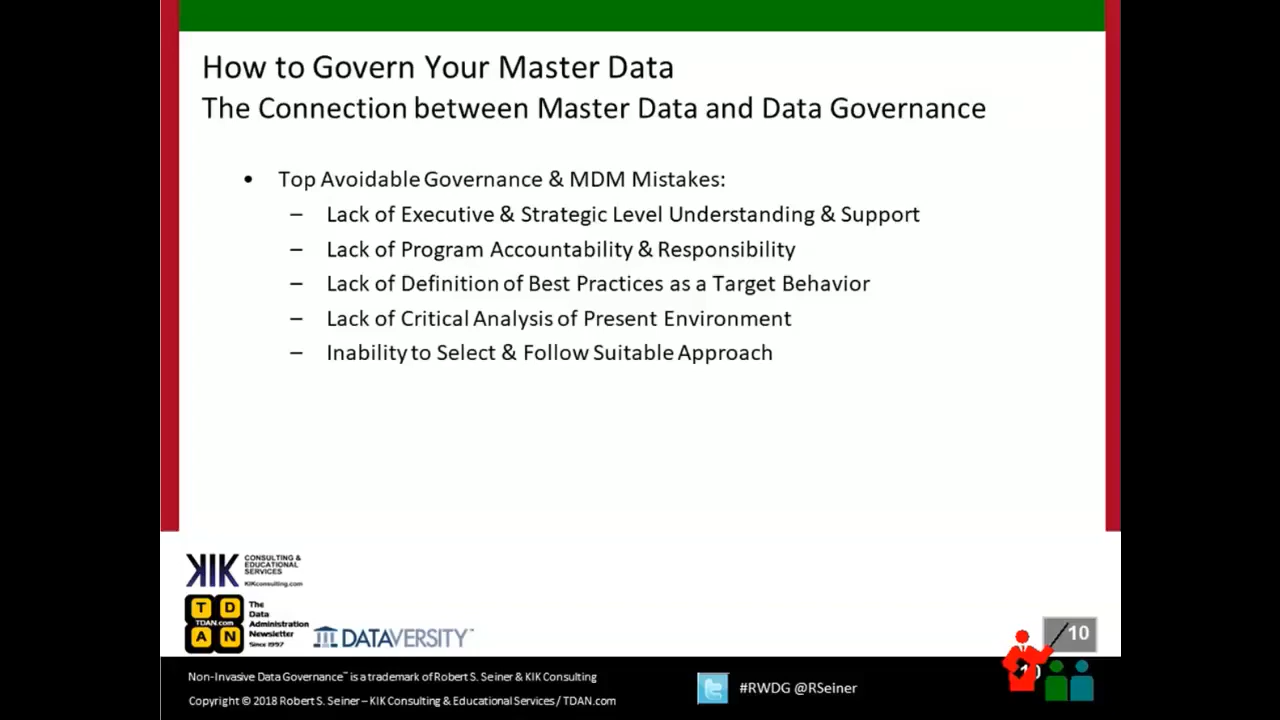 How to Govern Your Master Data
The Connection between Master Data and Data Governance
• Top Avoidable Governance & MDM Mistakes:
– Lack of Executive & Strategic Level Understanding & Support
– Lack of Program Accountability & Responsibility
– Lack of Definition of Best Practices as a Target Behavior
– Lack of Critical Analysis of Present Environment
– Inability to Select & Follow Suitable Approach
KIK
CONSULTING &
EDUCATIONAL
SERVICES
KIKconsulting.com
T D
TDAN.com
A N
The
Data
Administration
Newsletter
Since 1997
DATAVERSITY™
10
Non-Invasive Data Governance™ is a trademark of Robert S. Seiner & KIK Consulting
Copyright © 2018 Robert S. Seiner – KIK Consulting & Educational Services / TDAN.com
#RWDG @RSeiner